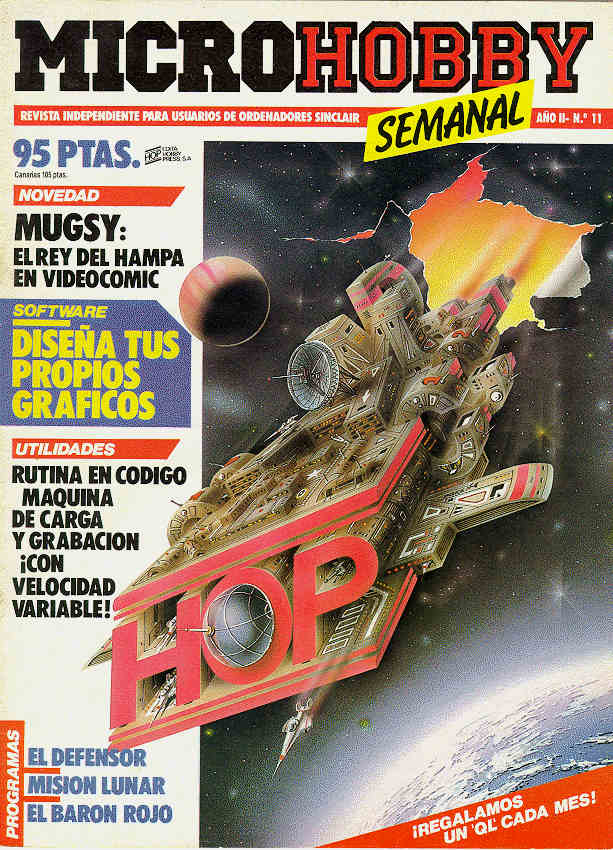 MICROHOBBY
SEMANAL
REVISTA INDEPENDIENTE PARA USUARIOS DE ORDENADORES SINCLAIR
AÑO II- N.º 11
95 PTAS.
Canarias 105 ptas.
HOP
EDITA
HOBBY
PRESS S.A
NOVEDAD
MUGSY:
EL REY DEL HAMPA
EN VIDEOCOMIC
SOFTWARE
DISEÑA TUS
PROPIOS
GRAFICOS
UTILIDADES
RUTINA EN CODIGO
MAQUINA
DE CARGA
Y GRABACION
¡CON
VELOCIDAD
VARIABLE!
HOP
PROGRAMAS
EL DEFENSOR
MISION LUNAR
EL BARON ROJO
¡REGALAMOS
UN 'QL' CADA MES!